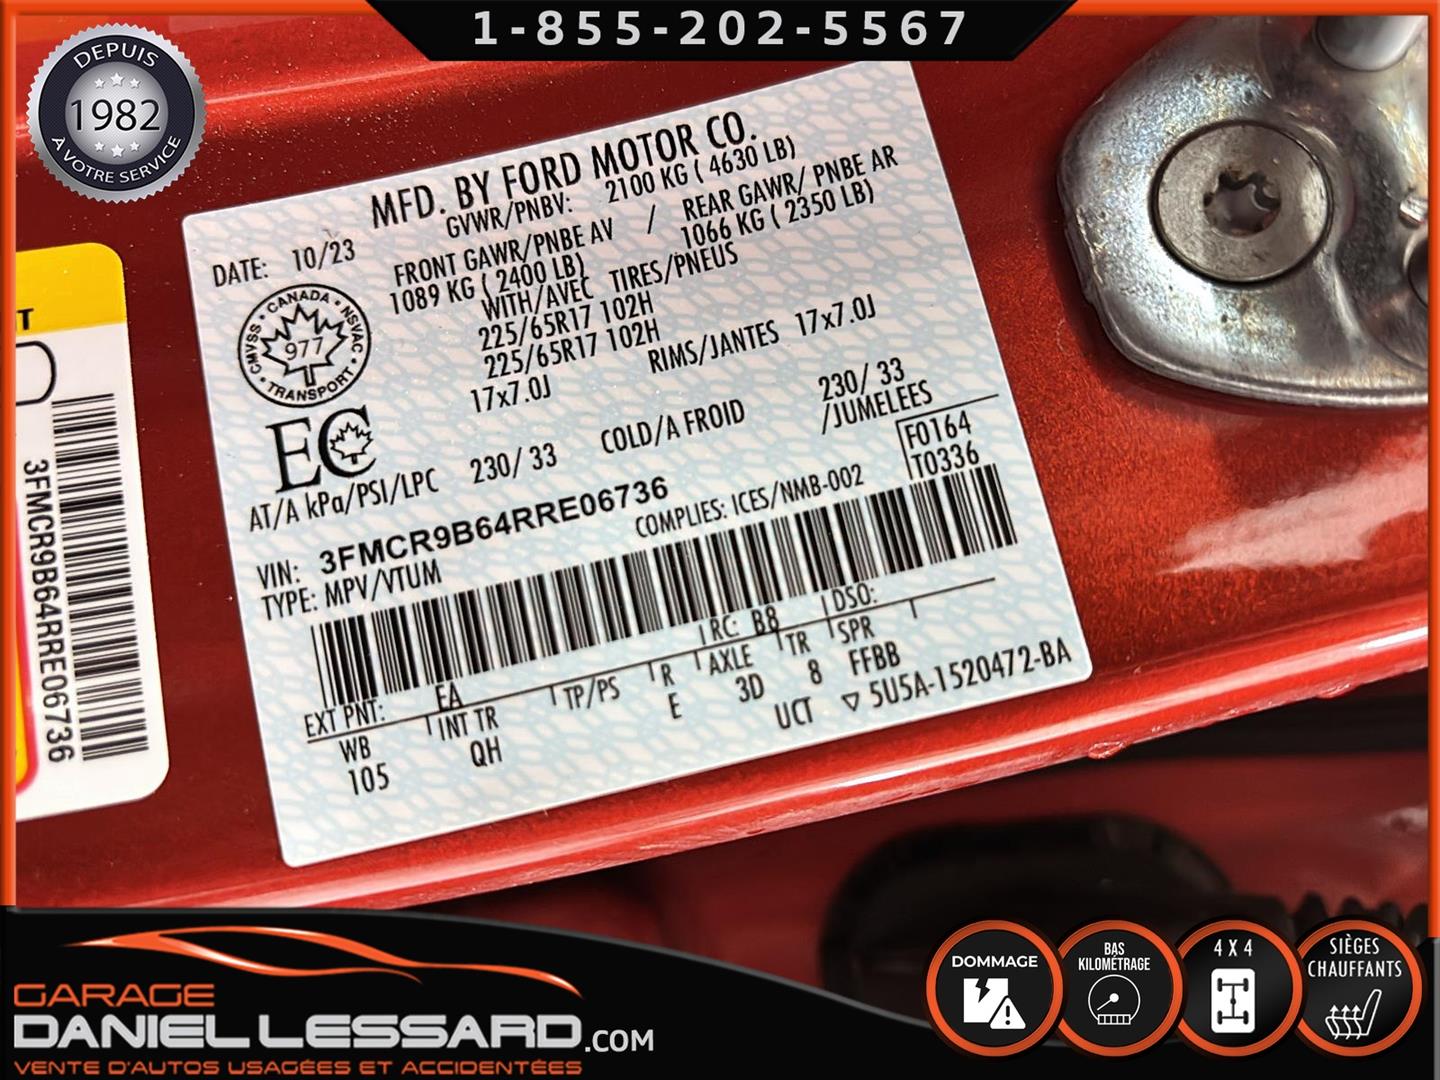 1-855-202-5567
DEPUIS
1982
À VOTRE SERVICE
MFD. BY FORD MOTOR CO.
GVWR/PNBV: 2100 KG ( 4630 LB)
DATE: 10/23
FRONT GAWR/PNBE AV / REAR GAWR/ PNBE AR
1089 KG ( 2400 LB) 1066 KG ( 2350 LB)
WITH/AVEC TIRES/PNEUS
225/65R17 102H
225/65R17 102H
17x7.0J RIMS/JANTES 17x7.0J
CANADA • NSVAC • TRANSPORT • CMVSS
977
EC
AT/A kPa/PSI/LPC 230/ 33 COLD/A FROID 230/ 33
/JUMELEES
VIN: 3FMCR9B64RRE06736
F0164
T0336
TYPE: MPV/VTUM COMPLIES: ICES/NMB-002
EXT PNT: EA RC: B8 DSO:
WB INT TR TP/PS R AXLE TR SPR
105 QH E 3D 8 FFBB
UCT ▽ 5U5A-1520472-BA
T
3FMCR9B64RRE06736
GARAGE
DANIEL LESSARD.COM
VENTE D'AUTOS USAGÉES ET ACCIDENTÉES
DOMMAGE
BAS
KILOMÉTRAGE
4 X 4
SIÈGES
CHAUFFANTS